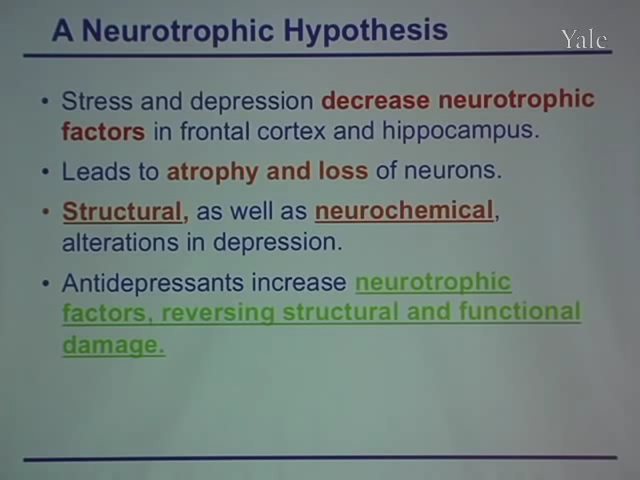 A Neurotrophic Hypothesis
Yale
• Stress and depression decrease neurotrophic
factors in frontal cortex and hippocampus.
• Leads to atrophy and loss of neurons.
• Structural, as well as neurochemical,
alterations in depression.
• Antidepressants increase neurotrophic
factors, reversing structural and functional
damage.